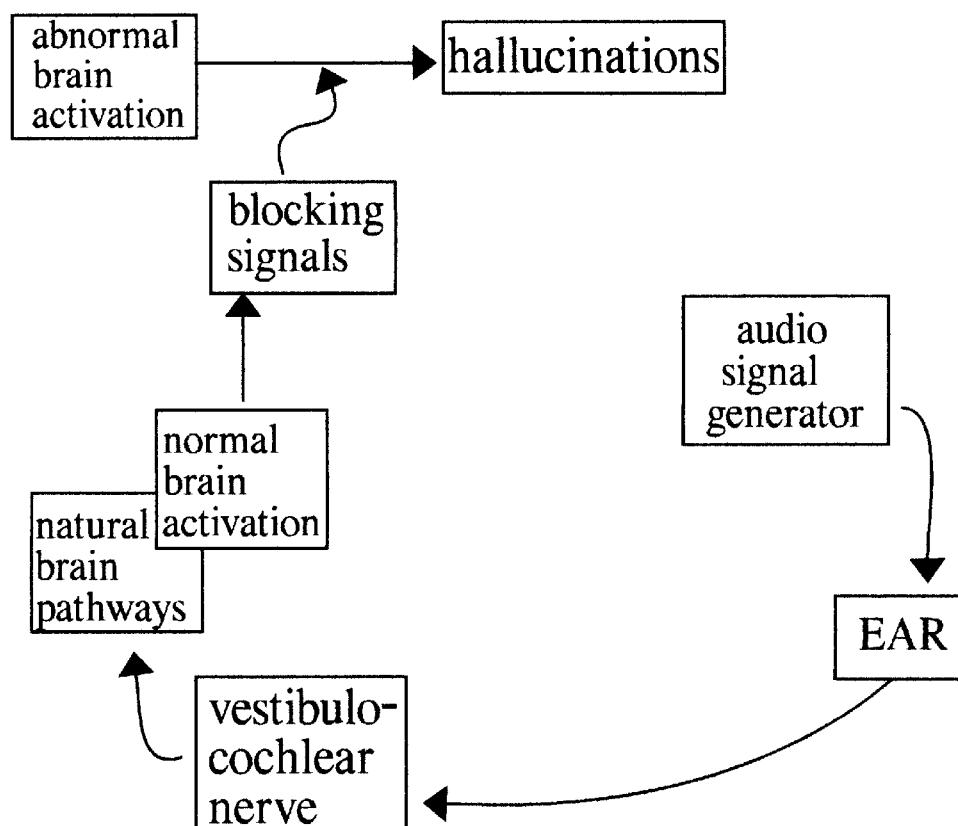 abnormal
brain
activation
hallucinations
blocking
signals
audio
signal
generator
normal
brain
activation
natural
brain
pathways
EAR
vestibulo-
cochlear
nerve